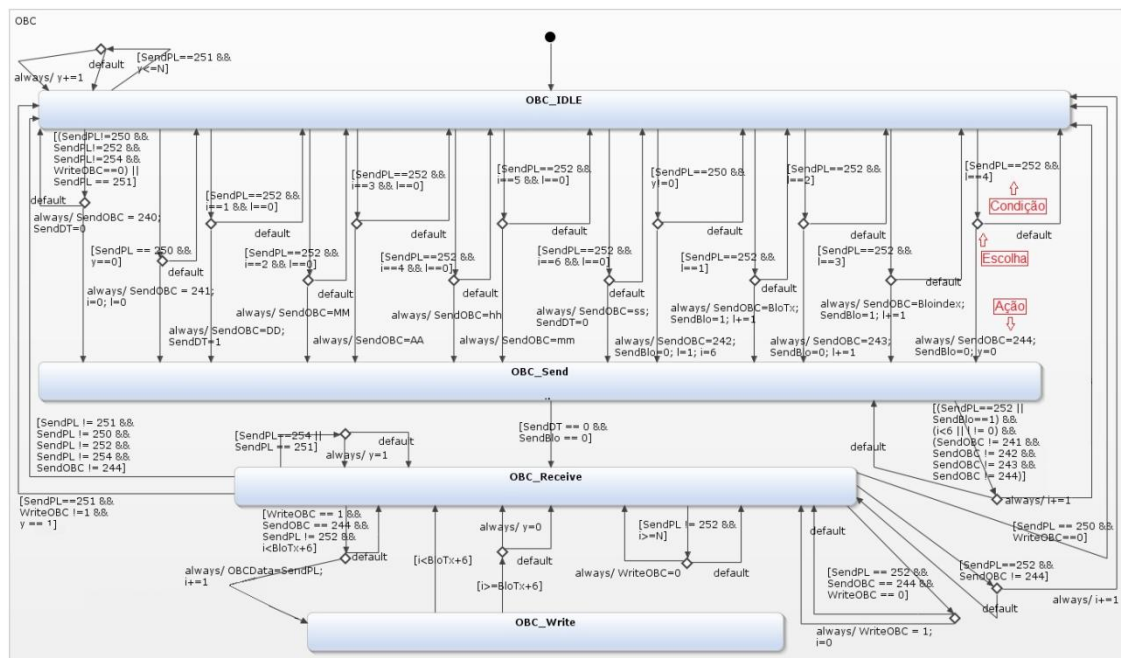 OBC
[SendPL==251 &&
y<=N]
default
always/ y+=1
OBC_IDLE
[(SendPL!=250 &&
SendPL!=252 &&
SendPL!=254 &&
WriteOBC==0) ||
SendPL == 251]
default
always/ SendOBC = 240;
SendDT=0
[SendPL == 250 &&
y==0]
default
always/ SendOBC = 241;
i=0; l=0
[SendPL==252 &&
i==1 && l==0]
default
always/ SendOBC=DD;
SendDT=1
[SendPL==252 &&
i==2 && l==0]
default
always/ SendOBC=MM
[SendPL==252 &&
i==3 && l==0]
default
always/ SendOBC=AA
[SendPL==252 &&
i==4 && l==0]
default
always/ SendOBC=hh
[SendPL==252 &&
i==5 && l==0]
default
always/ SendOBC=mm
[SendPL==252 &&
i==6 && l==0]
default
always/ SendOBC=ss;
SendDT=0
[SendPL==250 &&
y!=0]
default
always/ SendOBC=242;
SendBlo=0; l=1; i=6
[SendPL==252 &&
l==1]
default
always/ SendOBC=BloTx;
SendBlo=1; l+=1
[SendPL==252 &&
l==2]
default
always/ SendOBC=243;
SendBlo=0; l+=1
[SendPL==252 &&
l==3]
default
always/ SendOBC=Bloindex;
SendBlo=1; l+=1
[SendPL==252 &&
l==4]
Condição
default
Escolha
Ação
always/ SendOBC=244;
SendBlo=0; y=0
OBC_Send
[SendPL != 251 &&
SendPL != 250 &&
SendPL != 252 &&
SendPL != 254 &&
SendOBC != 244]
[SendPL==254 ||
SendPL == 251]
default
always/ y=1
[SendDT == 0 &&
SendBlo == 0]
[(SendPL==252 ||
SendBlo==1) &&
(i<6 || l != 0) &&
(SendOBC != 241 &&
SendOBC != 242 &&
SendOBC != 243 &&
SendOBC != 244)]
default
always/ i+=1
OBC_Receive
[SendPL==251 &&
WriteOBC !=1 &&
y == 1]
[WriteOBC == 1 &&
SendOBC == 244 &&
SendPL != 252 &&
i<BloTx+6]
default
always/ OBCData=SendPL;
i+=1
[i<BloTx+6]
always/ y=0
default
[i>=BloTx+6]
[SendPL != 252 &&
i>=N]
always/ WriteOBC=0
default
default
[SendPL == 252 &&
SendOBC == 244 &&
WriteOBC == 0]
always/ WriteOBC = 1;
i=0
[SendPL == 250 &&
WriteOBC==0]
[SendPL==252 &&
SendOBC != 244]
default
always/ i+=1
OBC_Write